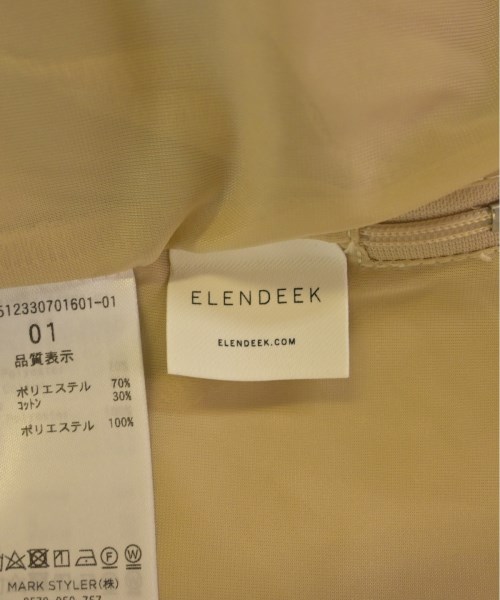 ELENDEEK
ELENDEEK.COM
512330701601-01
01
品質表示
ポリエステル 70%
コットン 30%
ポリエステル 100%
F W
MARK STYLER(株)